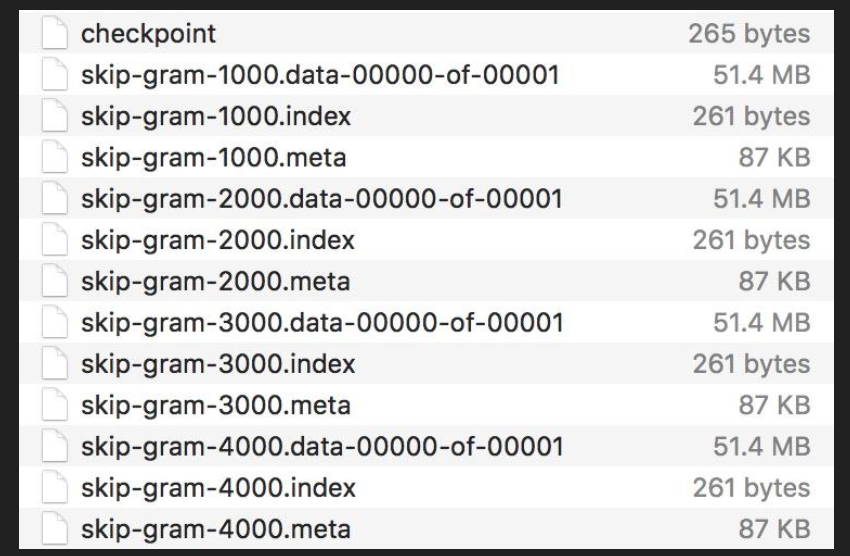 checkpoint 265 bytes
skip-gram-1000.data-00000-of-00001 51.4 MB
skip-gram-1000.index 261 bytes
skip-gram-1000.meta 87 KB
skip-gram-2000.data-00000-of-00001 51.4 MB
skip-gram-2000.index 261 bytes
skip-gram-2000.meta 87 KB
skip-gram-3000.data-00000-of-00001 51.4 MB
skip-gram-3000.index 261 bytes
skip-gram-3000.meta 87 KB
skip-gram-4000.data-00000-of-00001 51.4 MB
skip-gram-4000.index 261 bytes
skip-gram-4000.meta 87 KB